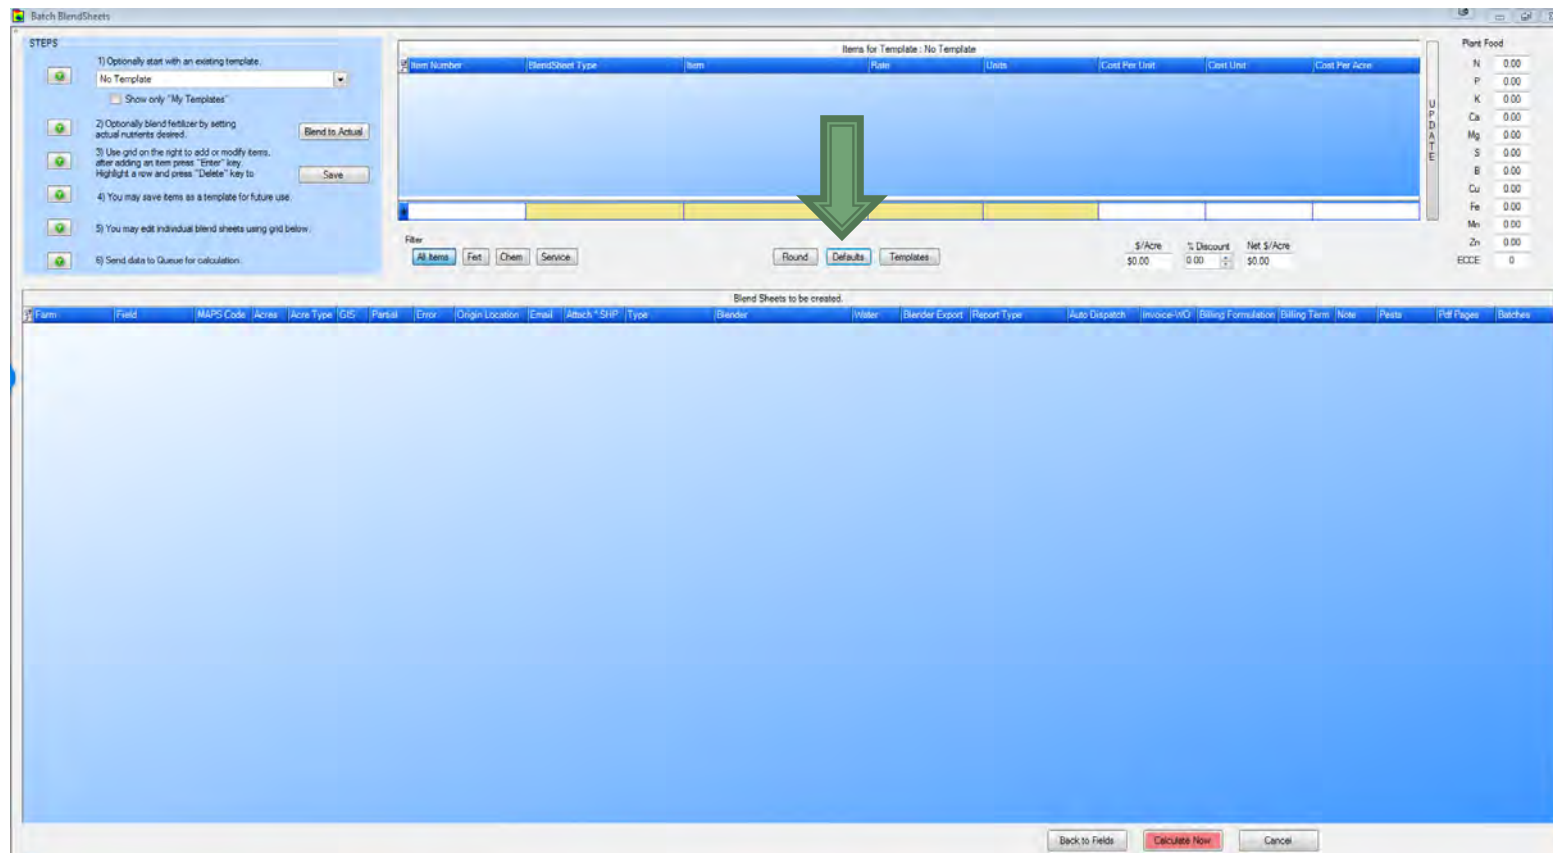 Batch BlendSheets
STEPS
1) Optionally start with an existing template.
No Template
Show only "My Templates"
2) Optionally blend fertilizer by setting
actual nutrients desired.
Blend to Actual
3) Use grid on the right to add or modify items,
after adding an item press "Enter" key.
Highlight a row and press "Delete" key to
Save
4) You may save items as a template for future use.
5) You may edit individual blend sheets using grid below.
6) Send data to Queue for calculation.
Items for Template : No Template
Item Number BlendSheet Type Item Rate Units Cost Per Unit Cost Unit Cost Per Acre
UPDATE
Plant Food
N 0.00
P 0.00
K 0.00
Ca 0.00
Mg 0.00
S 0.00
B 0.00
Cu 0.00
Fe 0.00
Mn 0.00
Zn 0.00
ECCE 0
Filter
All Items Fert Chem Service
Round Defaults Templates
$/Acre % Discount Net $/Acre
$0.00 0.00 $0.00
Blend Sheets to be created.
Farm Field MAPS Code Acres Acre Type GIS Partial Error Origin Location Email Attach *.SHP Type Blender Water Blender Export Report Type Auto Dispatch Invoice-WO Billing Formulation Billing Term Note Pests Pdf Pages Batches
Back to Fields Calculate Now Cancel